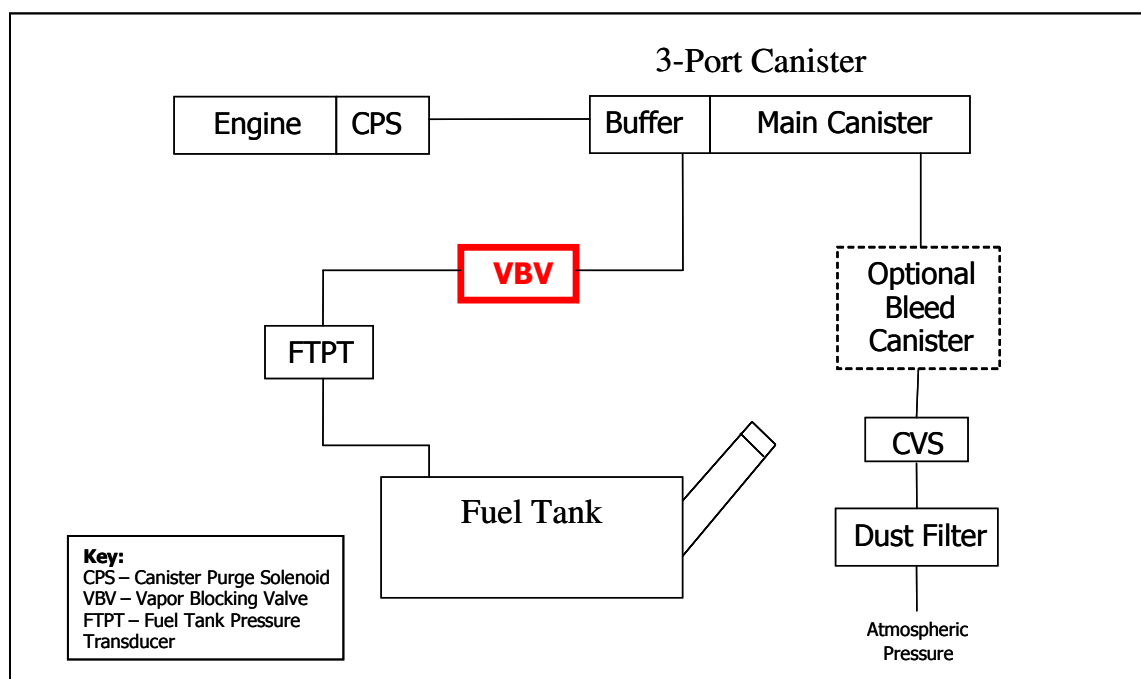 3-Port Canister
Engine
CPS
Buffer
Main Canister
VBV
Optional
Bleed
Canister
FTPT
CVS
Fuel Tank
Dust Filter
Key:
CPS – Canister Purge Solenoid
VBV – Vapor Blocking Valve
FTPT – Fuel Tank Pressure
Transducer
Atmospheric
Pressure